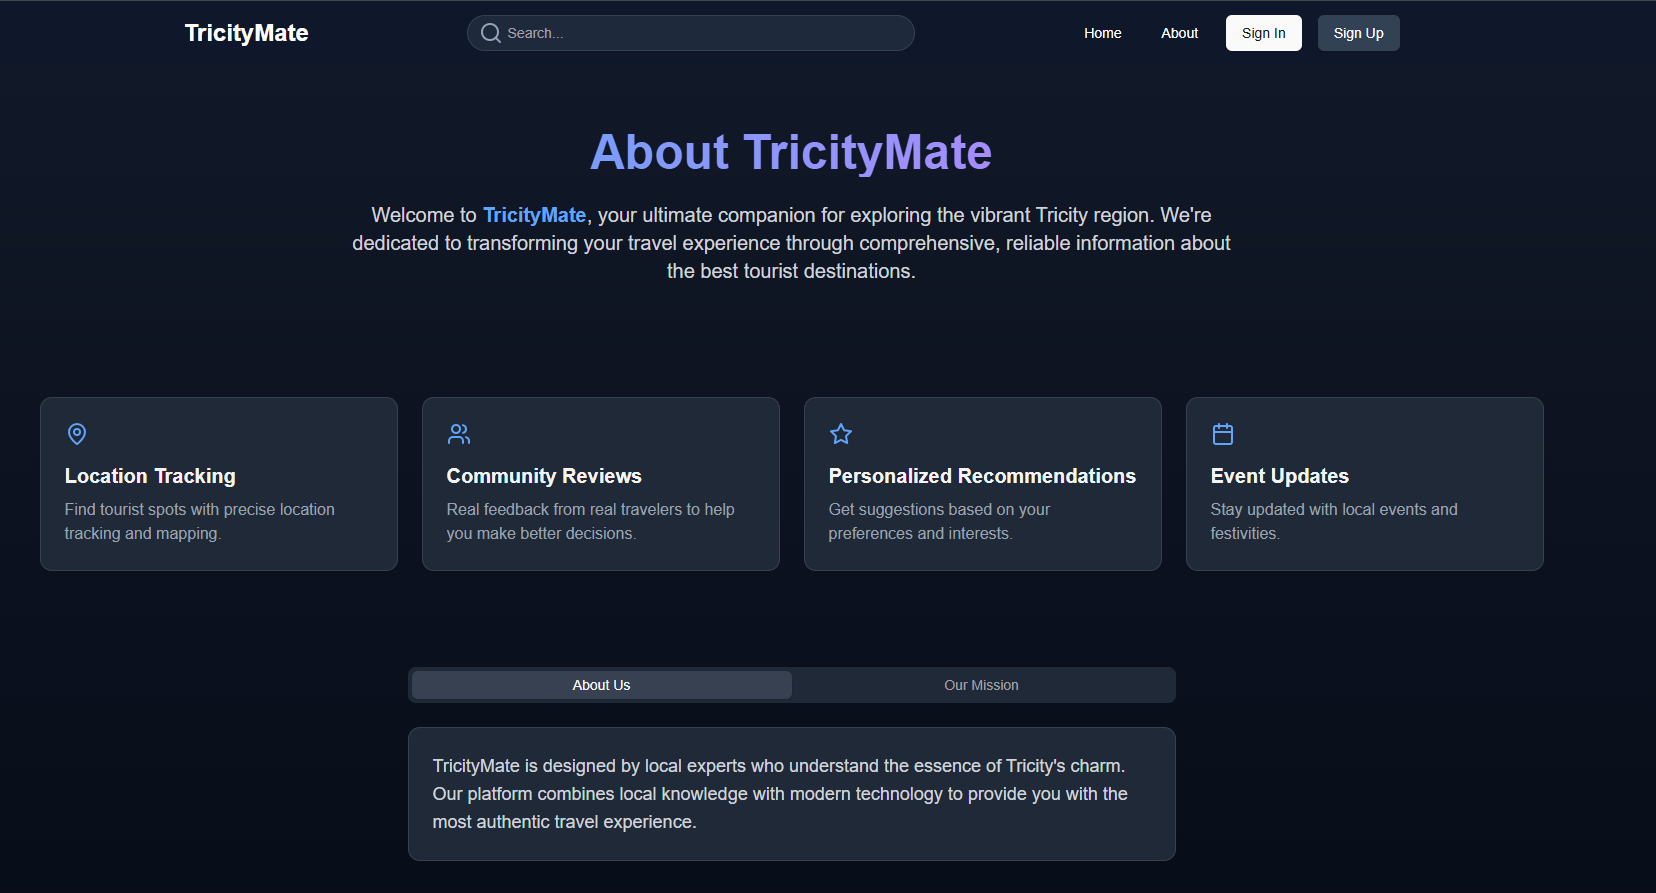 TricityMate
Search...
Home
About
Sign In
Sign Up
About TricityMate
Welcome to TricityMate, your ultimate companion for exploring the vibrant Tricity region. We're
dedicated to transforming your travel experience through comprehensive, reliable information about
the best tourist destinations.
Location Tracking
Find tourist spots with precise location
tracking and mapping.
Community Reviews
Real feedback from real travelers to help
you make better decisions.
Personalized Recommendations
Get suggestions based on your
preferences and interests.
Event Updates
Stay updated with local events and
festivities.
About Us
Our Mission
TricityMate is designed by local experts who understand the essence of Tricity's charm.
Our platform combines local knowledge with modern technology to provide you with the
most authentic travel experience.